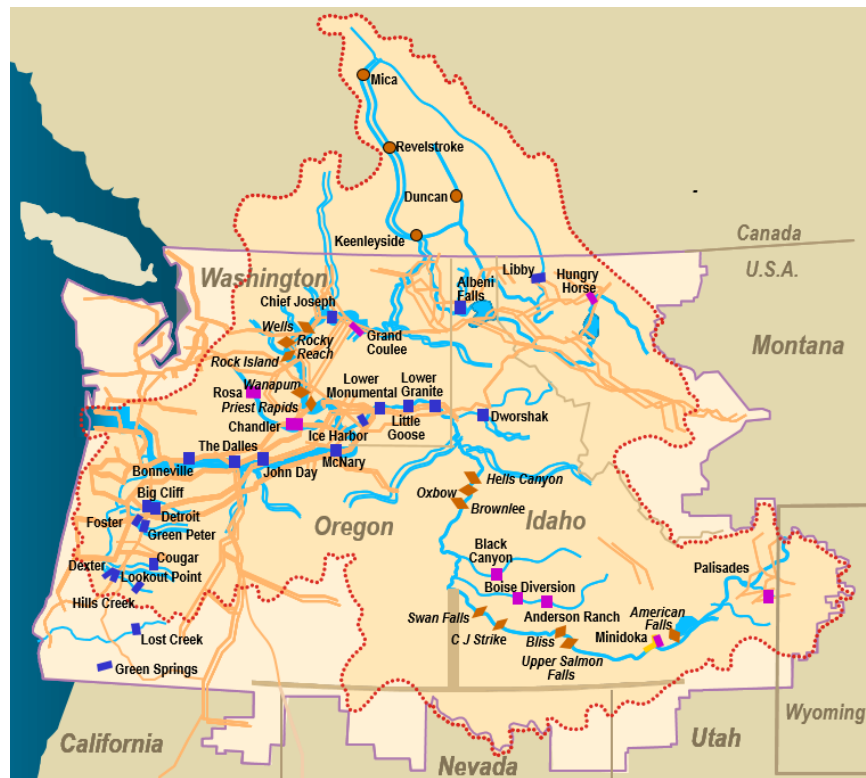 Mica
Revelstroke
Duncan
Keenleyside
Canada
U.S.A.
Washington
Libby
Hungry
Horse
Albeni
Falls
Chief Joseph
Wells
Rocky
Reach
Grand
Coulee
Montana
Rock Island
Wanapum
Rosa
Priest Rapids
Lower
Monumental
Lower
Granite
Chandler
Ice Harbor
Little
Goose
Dworshak
The Dalles
Bonneville
John Day
McNary
Hells Canyon
Oxbow
Brownlee
Big Cliff
Detroit
Foster
Green Peter
Oregon
Idaho
Black
Canyon
Cougar
Dexter
Lookout Point
Hills Creek
Palisades
Boise Diversion
Swan Falls
Anderson Ranch
American
Falls
C J Strike
Bliss
Minidoka
Upper Salmon
Falls
Lost Creek
Green Springs
California
Nevada
Utah
Wyoming